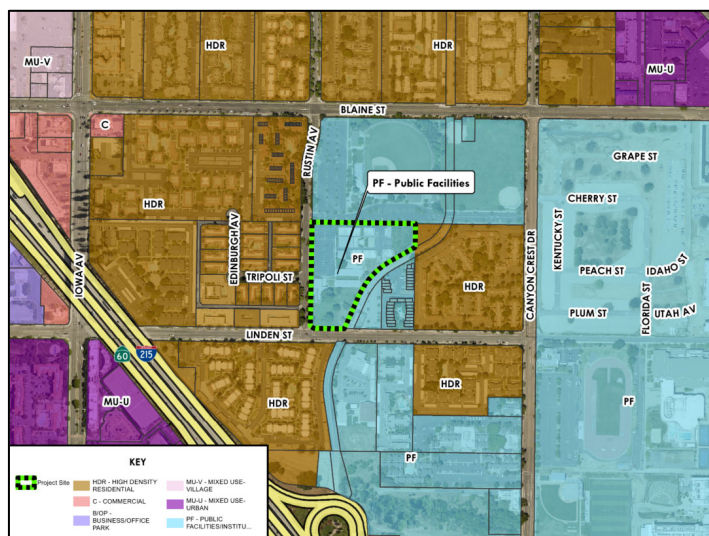 HDR
HDR
MU-V
MU-U
BLAINE ST
C
RUSTIN AV
GRAPE ST
PF - Public Facilities
CHERRY ST
HDR
EDINBURGH AV
KENTUCKY ST
PF
IOWA AV
TRIPOLI ST
CANYON CREST DR
PEACH ST
IDAHO ST
HDR
FLORIDA ST
PLUM ST
UTAH AV
LINDEN ST
60
215
HDR
HDR
MU-U
PF
PF
KEY
Project Site
HDR - HIGH DENSITY
RESIDENTIAL
C - COMMERCIAL
B/OP -
BUSINESS/OFFICE
PARK
MU-V - MIXED USE-
VILLAGE
MU-U - MIXED USE-
URBAN
PF - PUBLIC
FACILITIES/INSTITU...